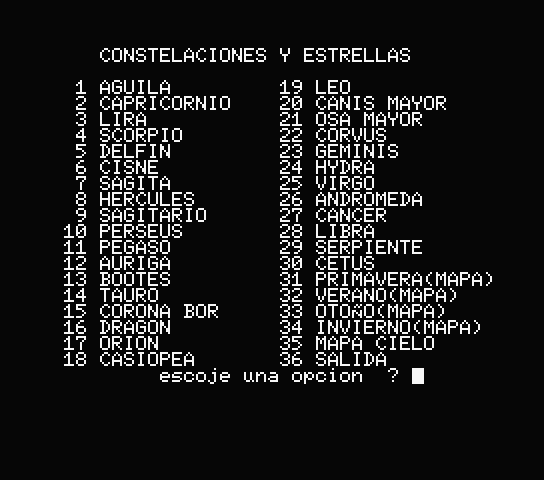 CONSTELACIONES Y ESTRELLAS
1 AGUILA 19 LEO
2 CAPRICORNIO 20 CANIS MAYOR
3 LIRA 21 OSA MAYOR
4 SCORPIO 22 CORVUS
5 DELFIN 23 GEMINIS
6 CISNE 24 HYDRA
7 SAGITA 25 VIRGO
8 HERCULES 26 ANDROMEDA
9 SAGITARIO 27 CANCER
10 PERSEUS 28 LIBRA
11 PEGASO 29 SERPIENTE
12 AURIGA 30 CETUS
13 BOOTES 31 PRIMAVERA(MAPA)
14 TAURO 32 VERANO(MAPA)
15 CORONA BOR 33 OTOÑO(MAPA)
16 DRAGON 34 INVIERNO(MAPA)
17 ORION 35 MAPA CIELO
18 CASIOPEA 36 SALIDA
escoje una opcion ?